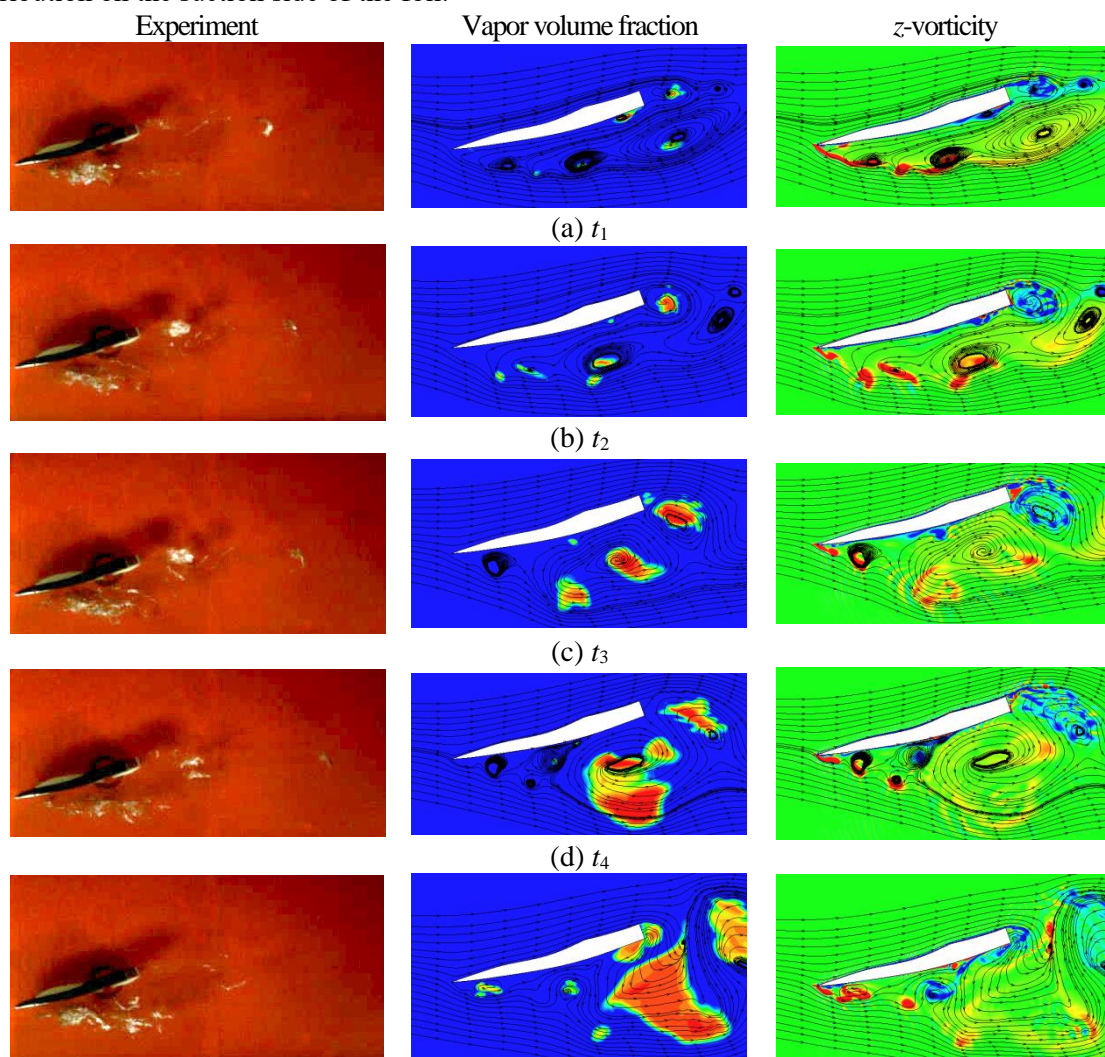 Experiment Vapor volume fraction z-vorticity
(a) t1
(b) t2
(c) t3
(d) t4